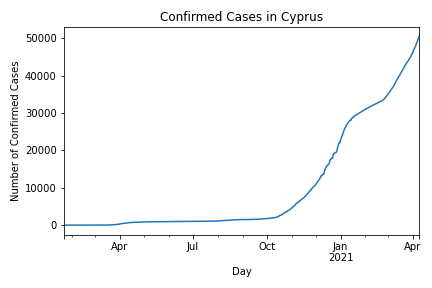 Confirmed Cases in Cyprus
Number of Confirmed Cases
50000
40000
30000
20000
10000
0
Apr
Jul
Oct
Jan
2021
Apr
Day